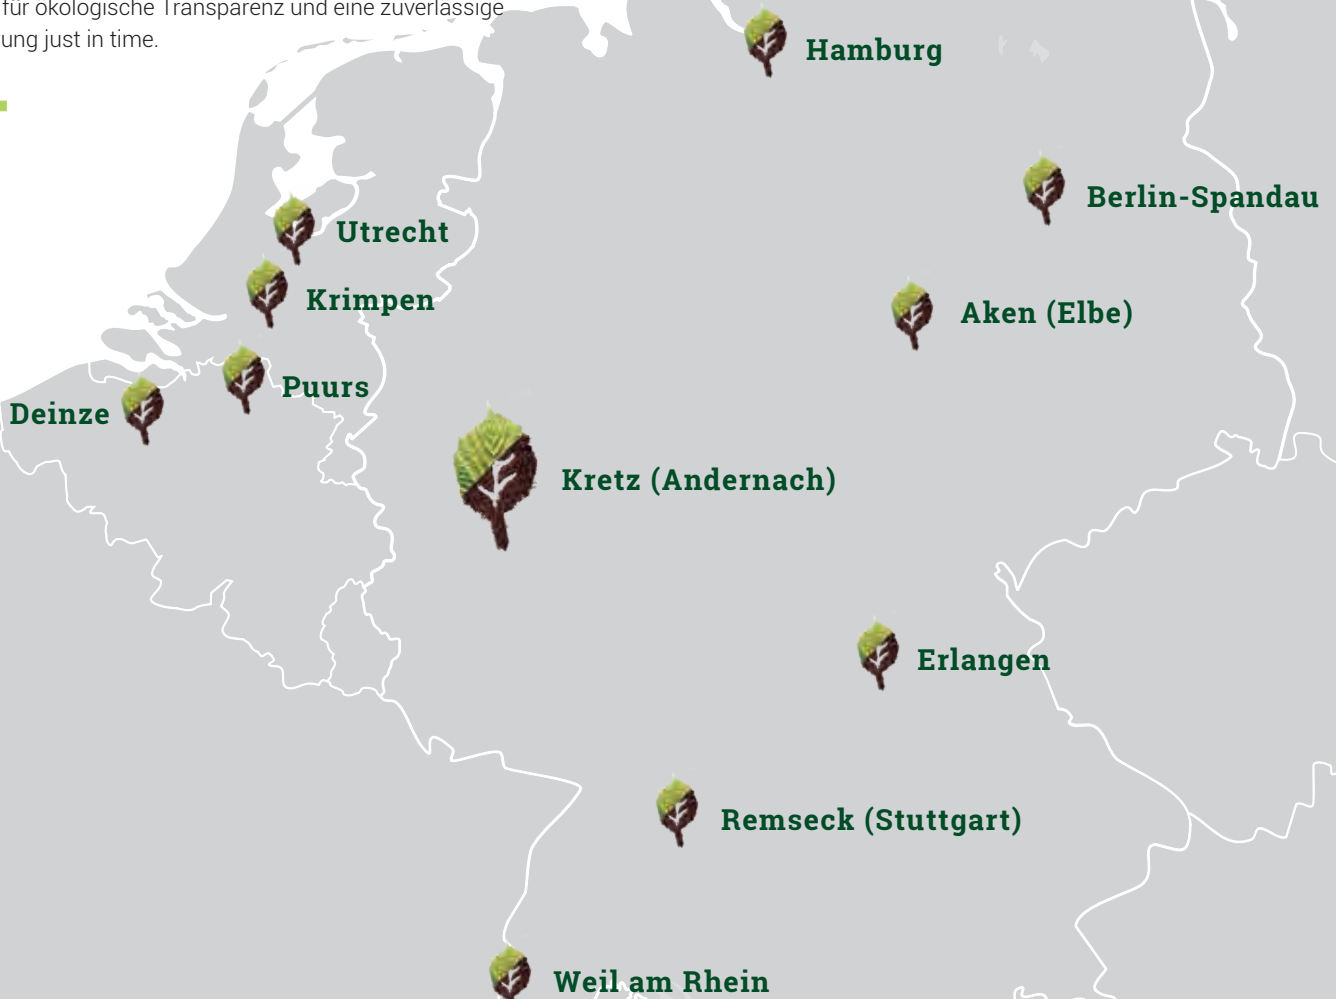 für ökologische Transparenz und eine zuverlässige
ung just in time.
Hamburg
Berlin-Spandau
Utrecht
Krimpen
Aken (Elbe)
Puurs
Deinze
Kretz (Andernach)
Erlangen
Remseck (Stuttgart)
Weil am Rhein